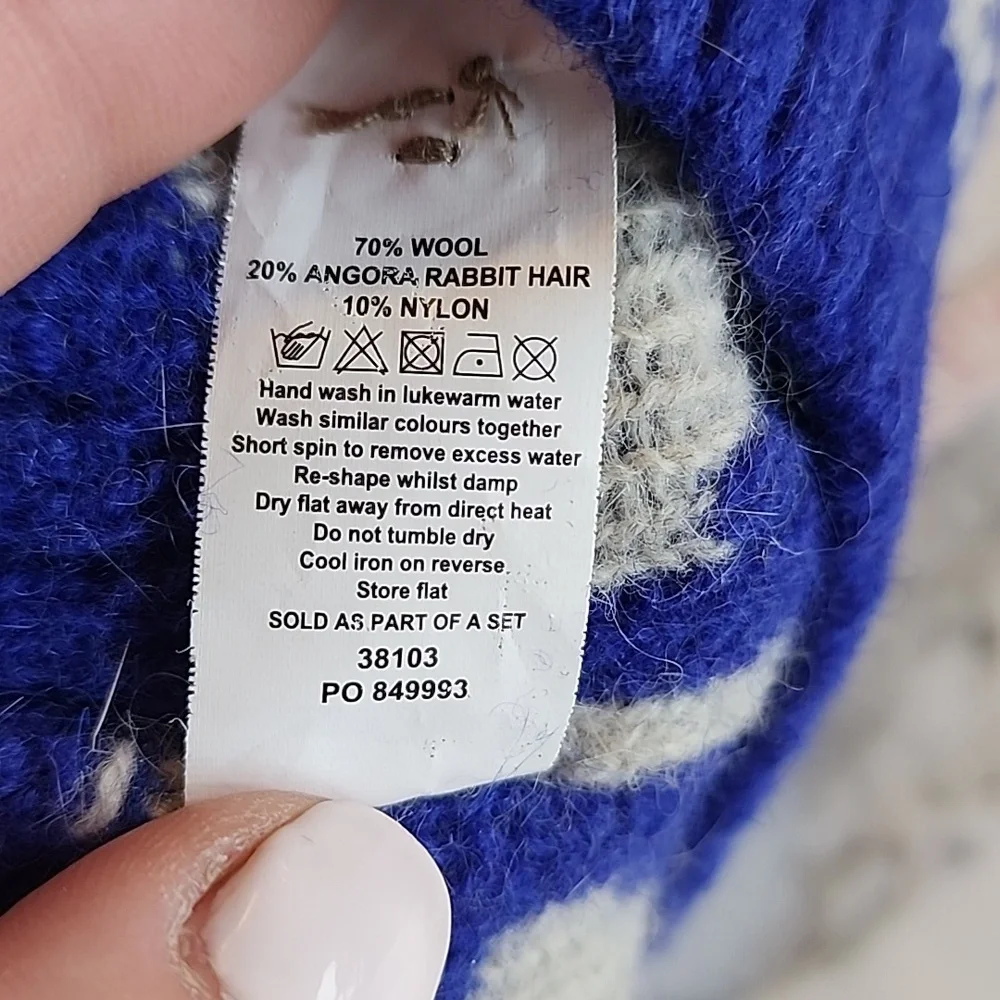 70% WOOL
20% ANGORA RABBIT HAIR
10% NYLON
Hand wash in lukewarm water
Wash similar colours together
Short spin to remove excess water
Re-shape whilst damp
Dry flat away from direct heat
Do not tumble dry
Cool iron on reverse
Store flat
SOLD AS PART OF A SET
38103
PO 849993